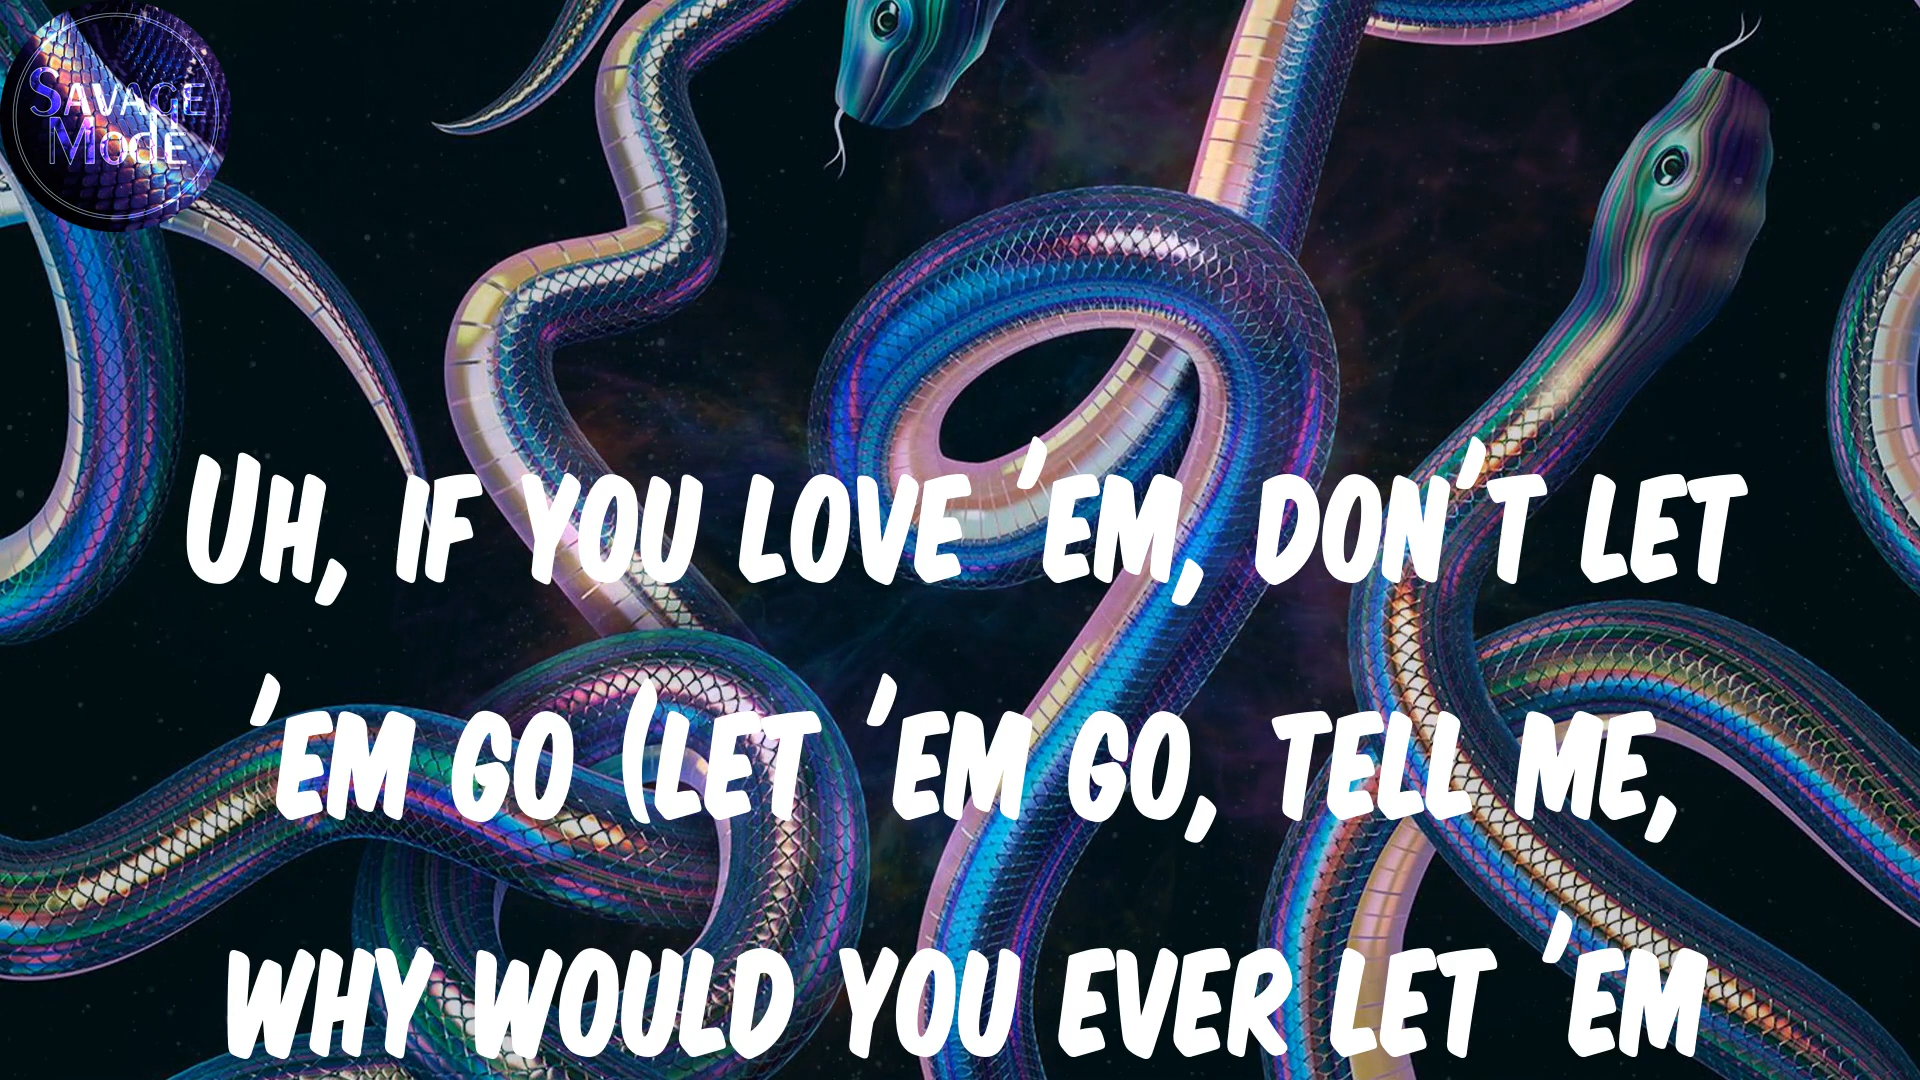 Savage
Mode
Uh, if you love 'em, don't let
'em go (let 'em go, tell me,
why would you ever let 'em